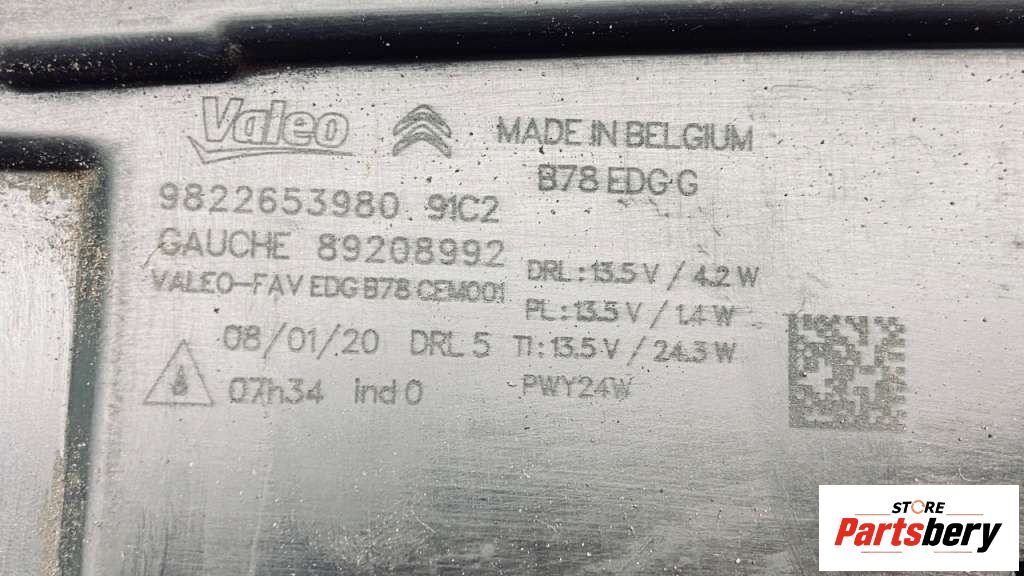 Valeo MADE IN BELGIUM
B78 EDG·G
9822653980 91C2
GAUCHE 89208992
VALEO-FAV EDG B78 CEM001
DRL : 13.5 V / 4.2 W
PL : 13.5 V / 1.4 W
08/01/20 DRL 5 TI : 13.5 V / 24.3 W
07h34 ind 0 PWY24W
STORE
Partsbery